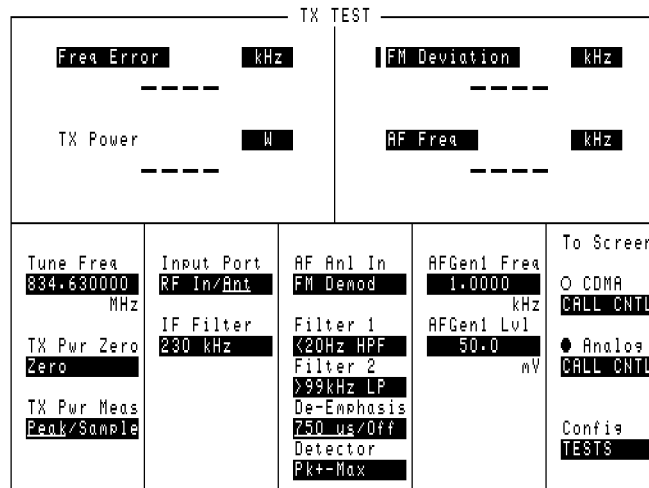 TX TEST
Freq Error kHz
----
FM Deviation kHz
----
TX Power W
----
AF Freq kHz
----
Tune Freq
834.630000
MHz
TX Pwr Zero
Zero
TX Pwr Meas
Peak/Sample
Input Port
RF In/Ant
IF Filter
230 kHz
AF Anl In
FM Demod
Filter 1
<20Hz HPF
Filter 2
>99kHz LP
De-Emphasis
750 us/Off
Detector
Pk+-Max
AFGen1 Freq
1.0000
kHz
AFGen1 Lvl
50.0
mV
To Screen
CDMA
CALL CNTL
Analog
CALL CNTL
Config
TESTS